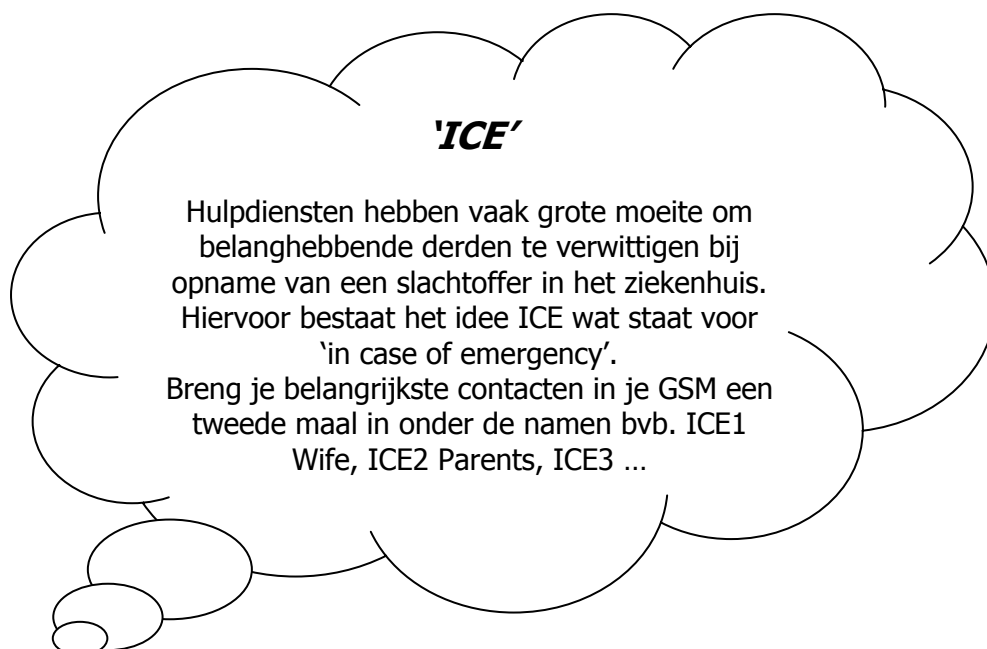 ‘ICE’
Hulpdiensten hebben vaak grote moeite om
belanghebbende derden te verwittigen bij
opname van een slachtoffer in het ziekenhuis.
Hiervoor bestaat het idee ICE wat staat voor
‘in case of emergency’.
Breng je belangrijkste contacten in je GSM een
tweede maal in onder de namen bvb. ICE1
Wife, ICE2 Parents, ICE3 …